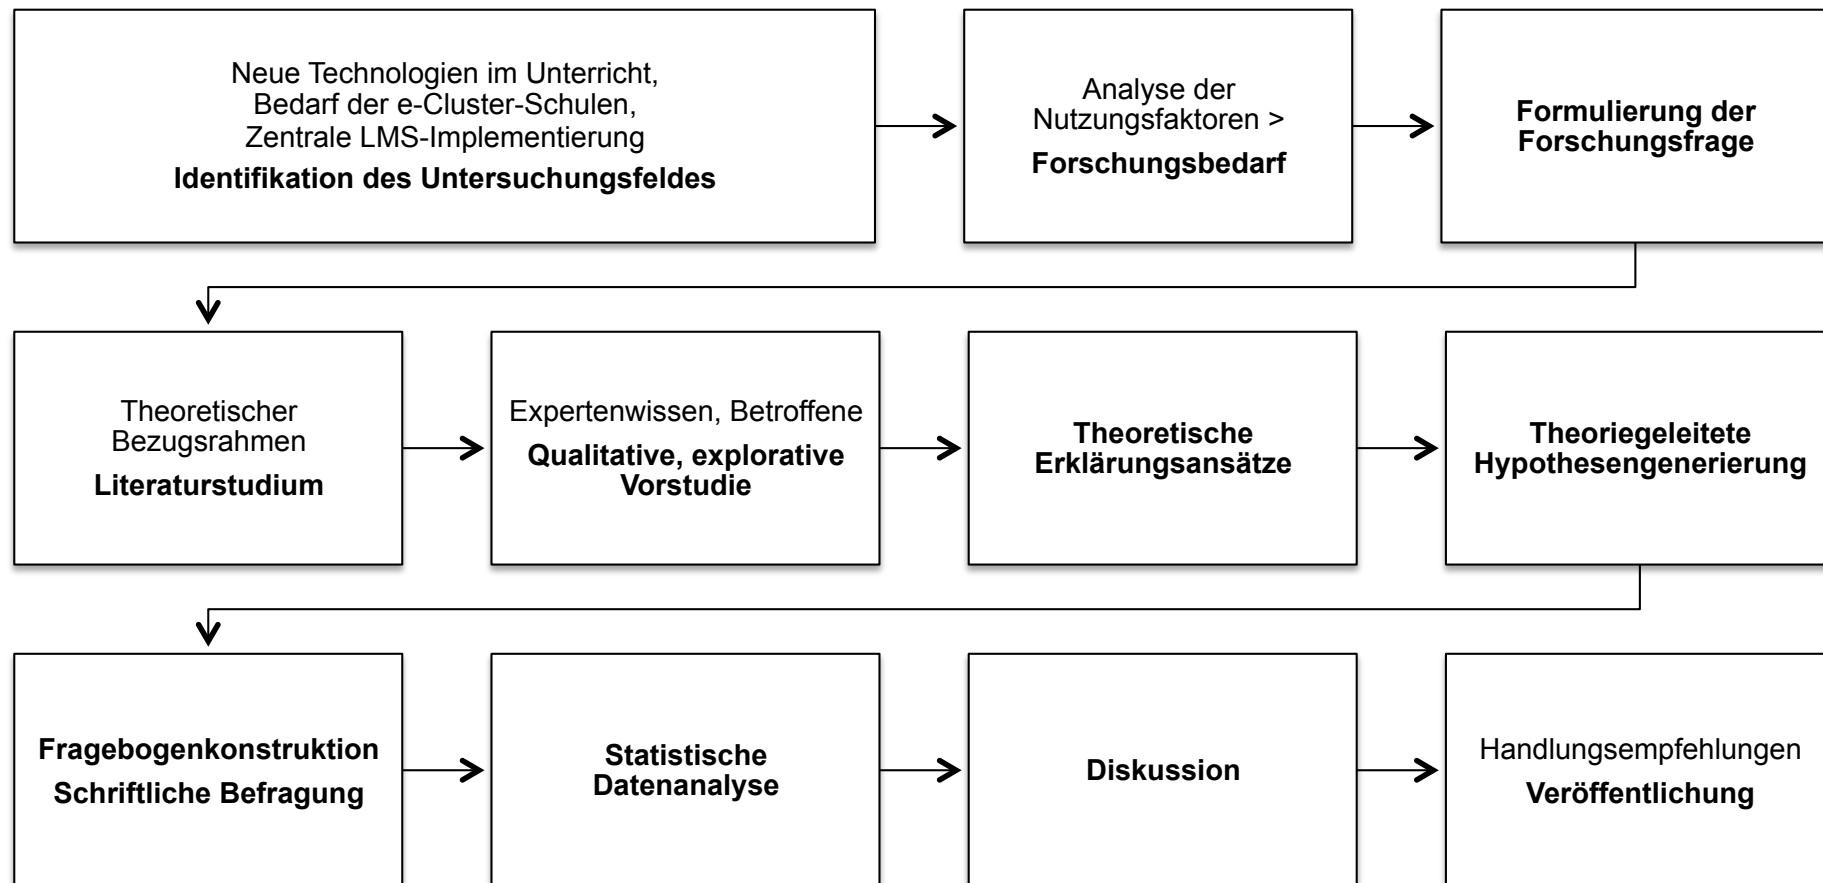 Neue Technologien im Unterricht,
Bedarf der e-Cluster-Schulen,
Zentrale LMS-Implementierung
Identifikation des Untersuchungsfeldes
Analyse der
Nutzungsfaktoren >
Forschungsbedarf
Formulierung der
Forschungsfrage
Theoretischer
Bezugsrahmen
Literaturstudium
Expertenwissen, Betroffene
Qualitative, explorative
Vorstudie
Theoretische
Erklärungsansätze
Theoriegeleitete
Hypothesengenerierung
Fragebogenkonstruktion
Schriftliche Befragung
Statistische
Datenanalyse
Diskussion
Handlungsempfehlungen
Veröffentlichung